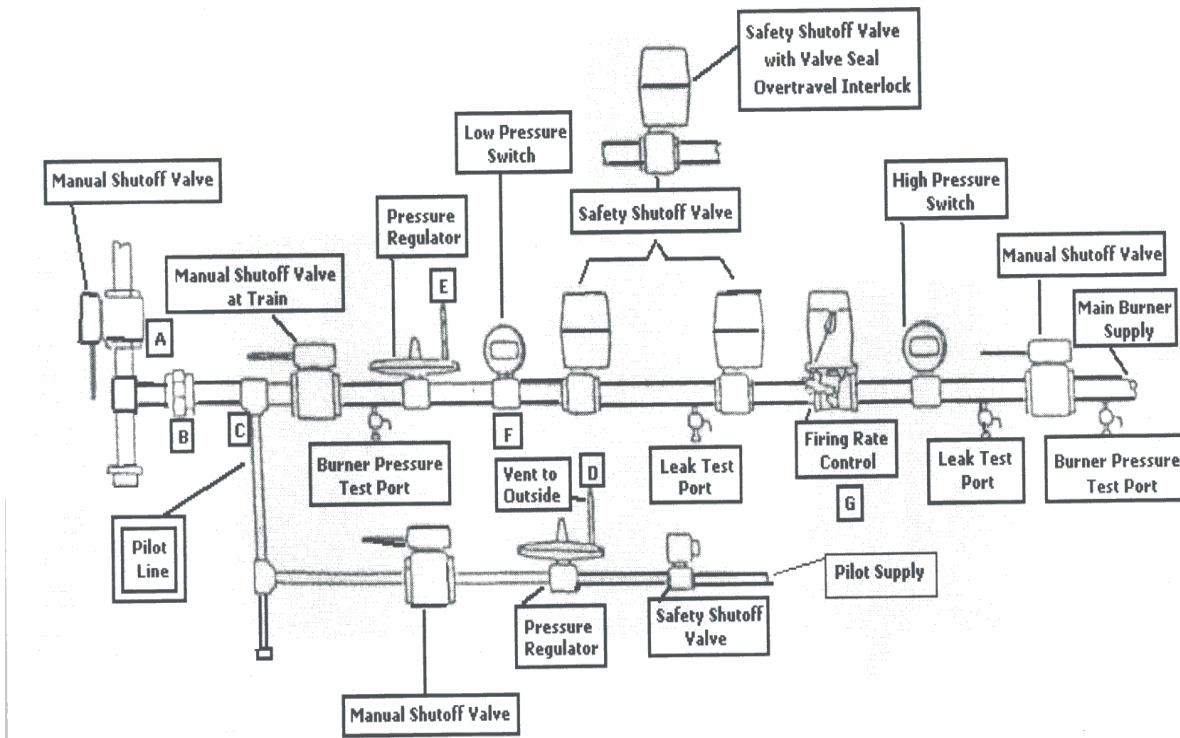 Safety Shutoff Valve
with Valve Seal
Overtravel Interlock
Low Pressure
Switch
Manual Shutoff Valve
Safety Shutoff Valve
High Pressure
Switch
Pressure
Regulator
Manual Shutoff Valve
Manual Shutoff Valve
at Train
E
Main Burner
Supply
A
B
C
F
Burner Pressure
Test Port
Vent to
Outside
D
Leak Test
Port
Firing Rate
Control
G
Leak Test
Port
Burner Pressure
Test Port
Pilot
Line
Pilot Supply
Pressure
Regulator
Safety Shutoff
Valve
Manual Shutoff Valve